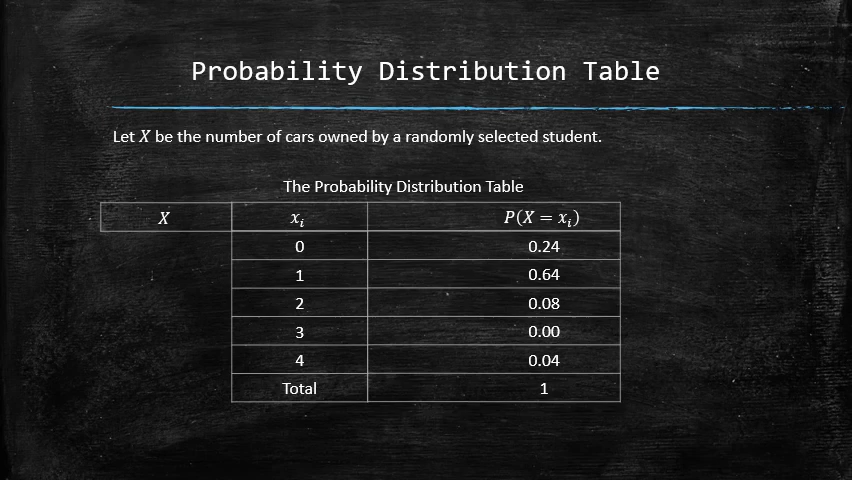 Probability Distribution Table
Let X be the number of cars owned by a randomly selected student.
The Probability Distribution Table
X xᵢ P(X = xᵢ)
0 0.24
1 0.64
2 0.08
3 0.00
4 0.04
Total 1